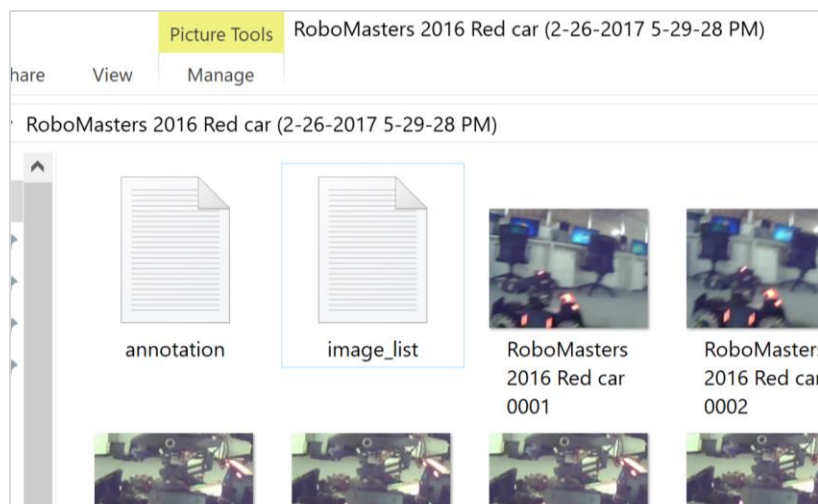 Picture Tools
RoboMasters 2016 Red car (2-26-2017 5-29-28 PM)
hare
View
Manage
RoboMasters 2016 Red car (2-26-2017 5-29-28 PM)
annotation
image_list
RoboMasters
2016 Red car
0001
RoboMasters
2016 Red car
0002